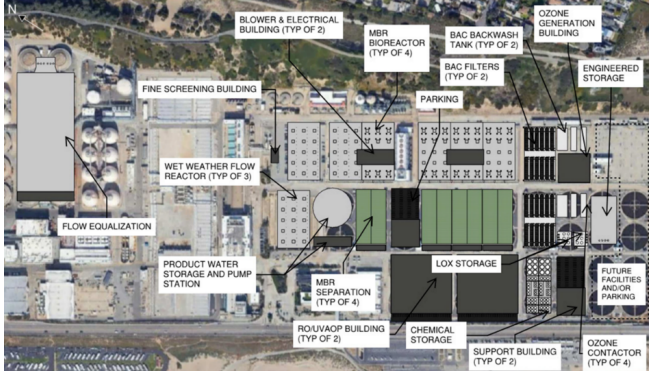 N
BLOWER & ELECTRICAL
BUILDING (TYP OF 2)
MBR
BIOREACTOR
(TYP OF 4)
BAC BACKWASH
TANK (TYP OF 2)
OZONE
GENERATION
BUILDING
BAC FILTERS
(TYP OF 2)
ENGINEERED
STORAGE
FINE SCREENING BUILDING
PARKING
WET WEATHER FLOW
REACTOR (TYP OF 3)
FLOW EQUALIZATION
PRODUCT WATER
STORAGE AND PUMP
STATION
MBR
SEPARATION
(TYP OF 4)
LOX STORAGE
FUTURE
FACILITIES
AND/OR
PARKING
RO/UVAOP BUILDING
(TYP OF 2)
CHEMICAL
STORAGE
SUPPORT BUILDING
(TYP OF 2)
OZONE
CONTACTOR
(TYP OF 4)